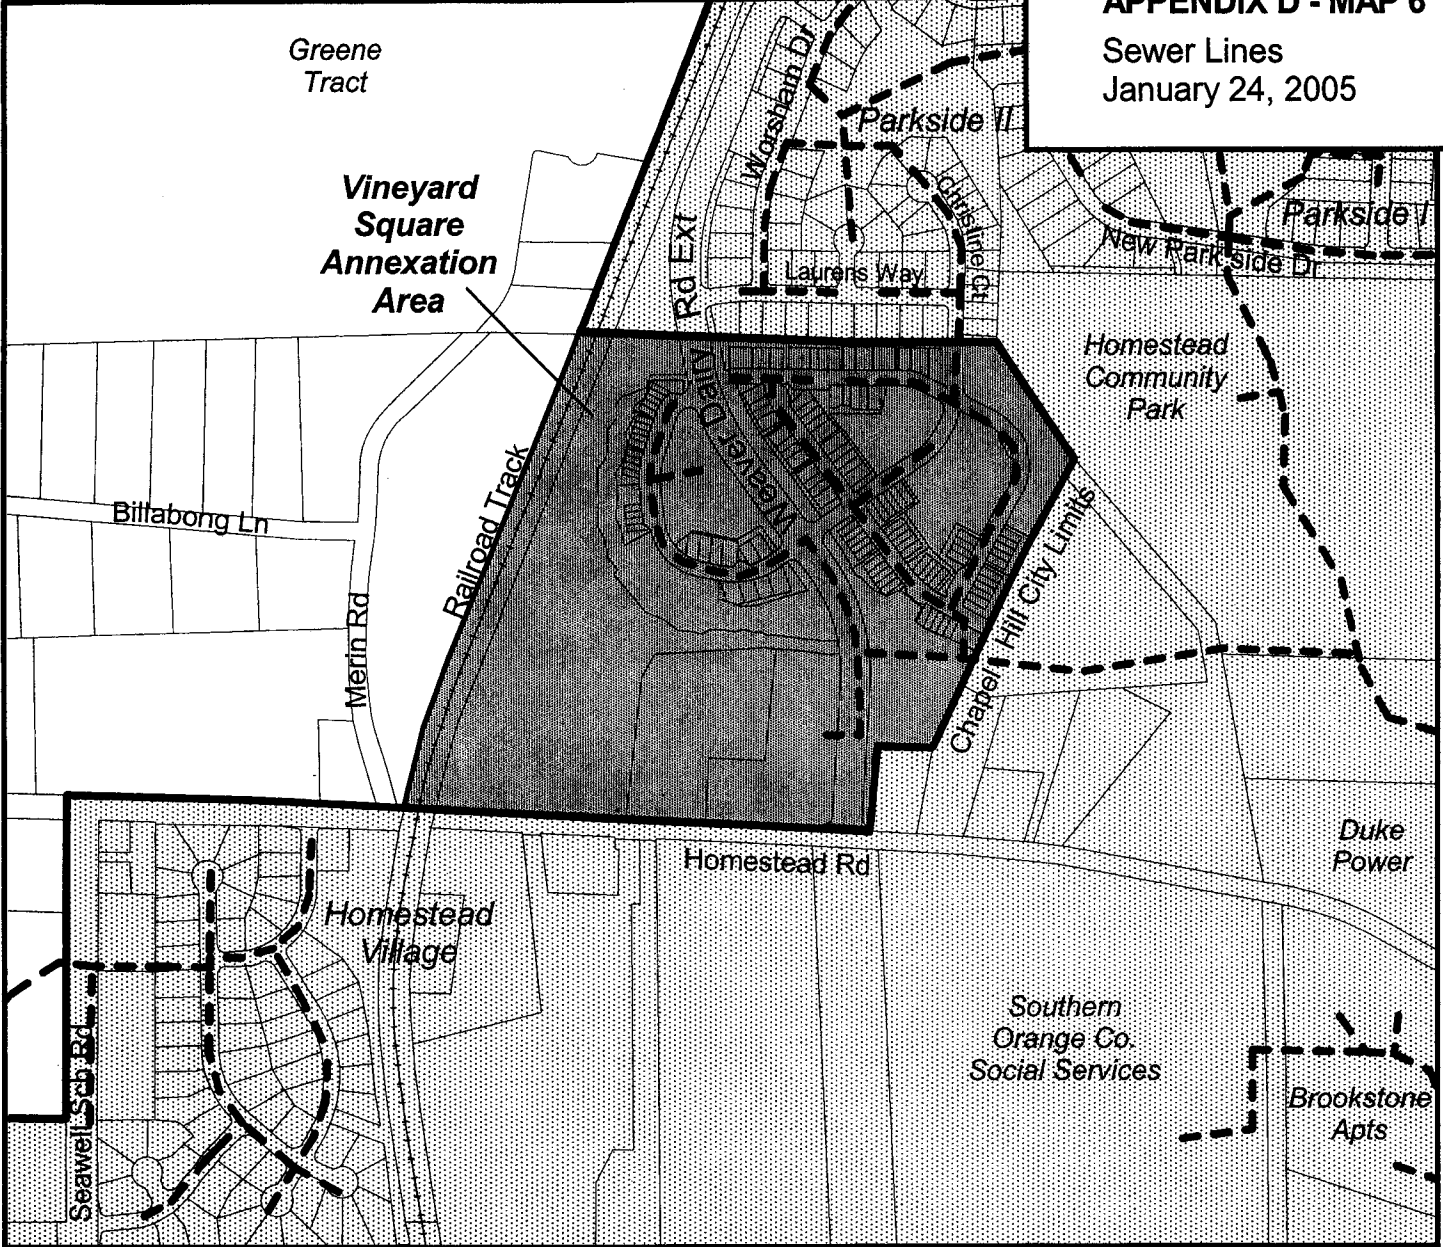 APPENDIX D - MAP 6
Sewer Lines
January 24, 2005
Greene
Tract
Worsham Dr
Parkside II
Vineyard
Square
Annexation
Area
Christine Ct
Parkside I
New Parkside Dr
Laurens Way
Weaver Dairy
Rd Ext
Homestead
Community
Park
Railroad Track
Billabong Ln
Merin Rd
Chapel Hill City Limits
Duke
Power
Homestead Rd
Homestead
Village
Southern
Orange Co.
Social Services
Seawell Sch Rd
Brookstone
Apts